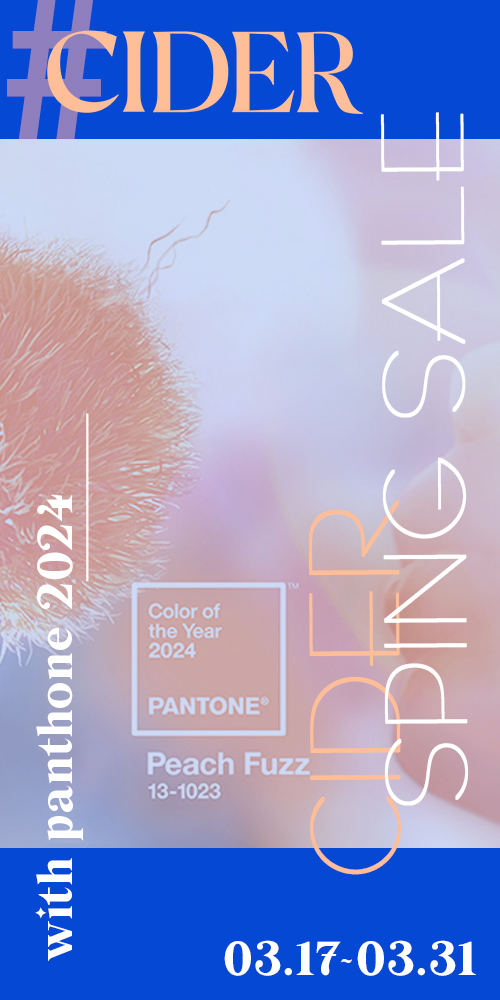 #CIDER
SPING SALE
CIDER
with panthone 2024
Color of
the Year
2024
PANTONE®
™
Peach Fuzz
13-1023
03.17~03.31